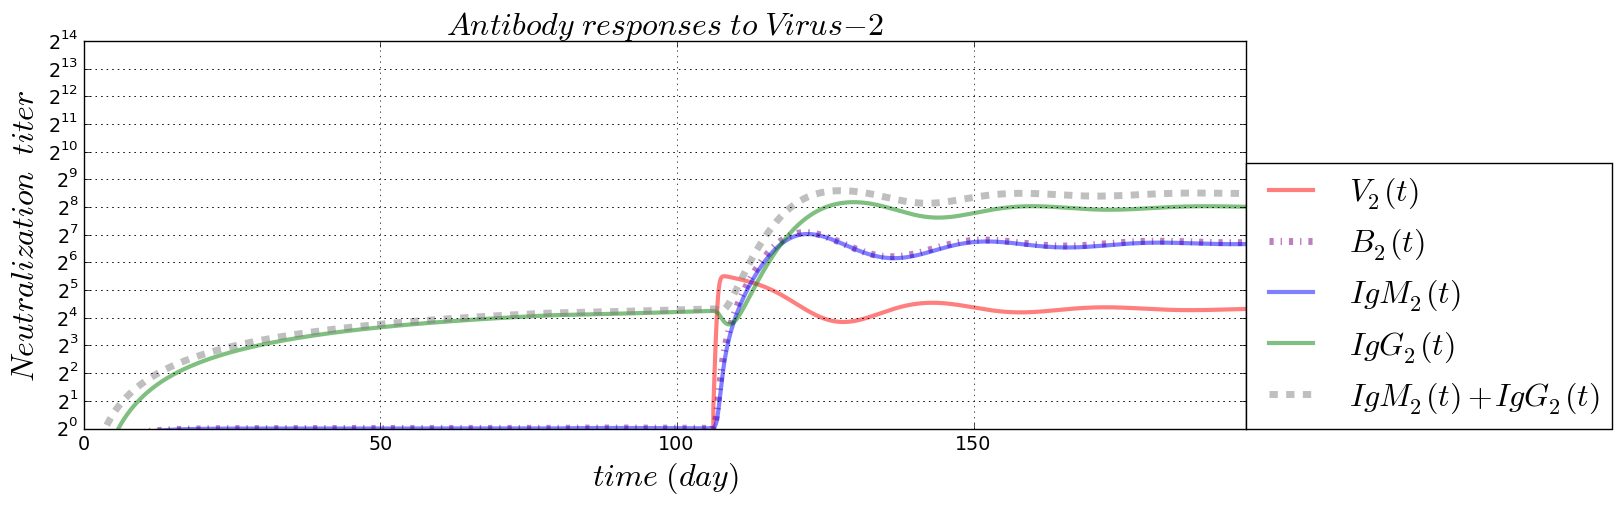 Antibody responses to Virus−2
Neutralization titer
2^14
2^13
2^12
2^11
2^10
2^9
2^8
2^7
2^6
2^5
2^4
2^3
2^2
2^1
2^0
0 50 100 150
time (day)
V_2(t)
B_2(t)
IgM_2(t)
IgG_2(t)
IgM_2(t)+IgG_2(t)